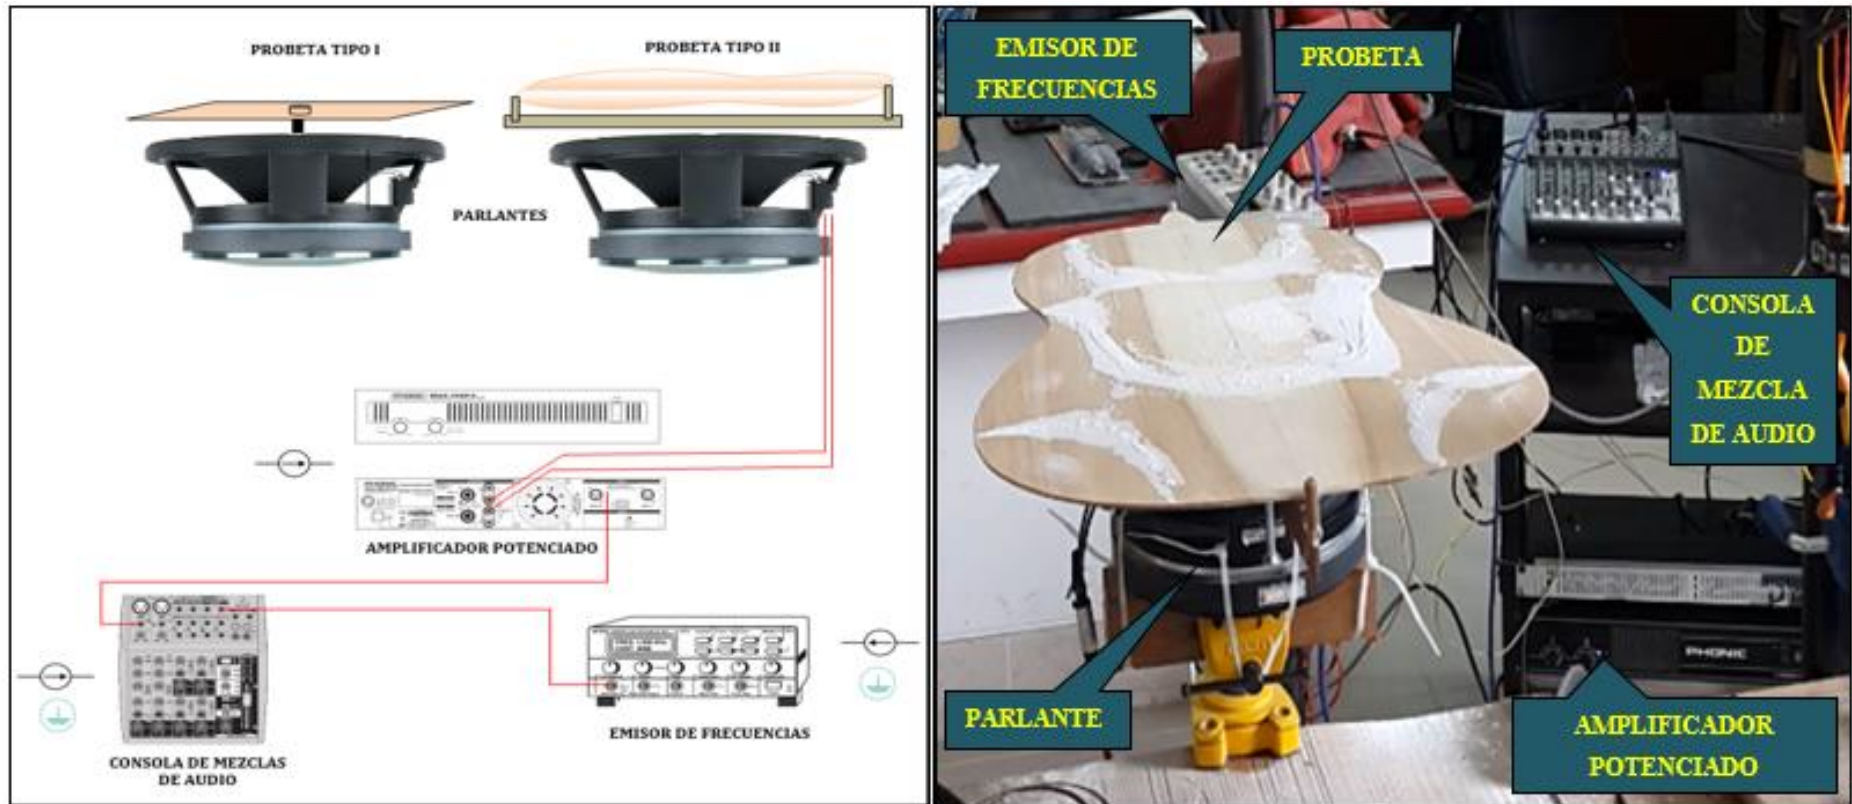 PROBETA TIPO I
PROBETA TIPO II
PARLANTES
AMPLIFICADOR POTENCIADO
CONSOLA DE MEZCLAS
DE AUDIO
EMISOR DE FRECUENCIAS
EMISOR DE
FRECUENCIAS
PROBETA
CONSOLA
DE
MEZCLA
DE AUDIO
PARLANTE
PHONIC
AMPLIFICADOR
POTENCIADO